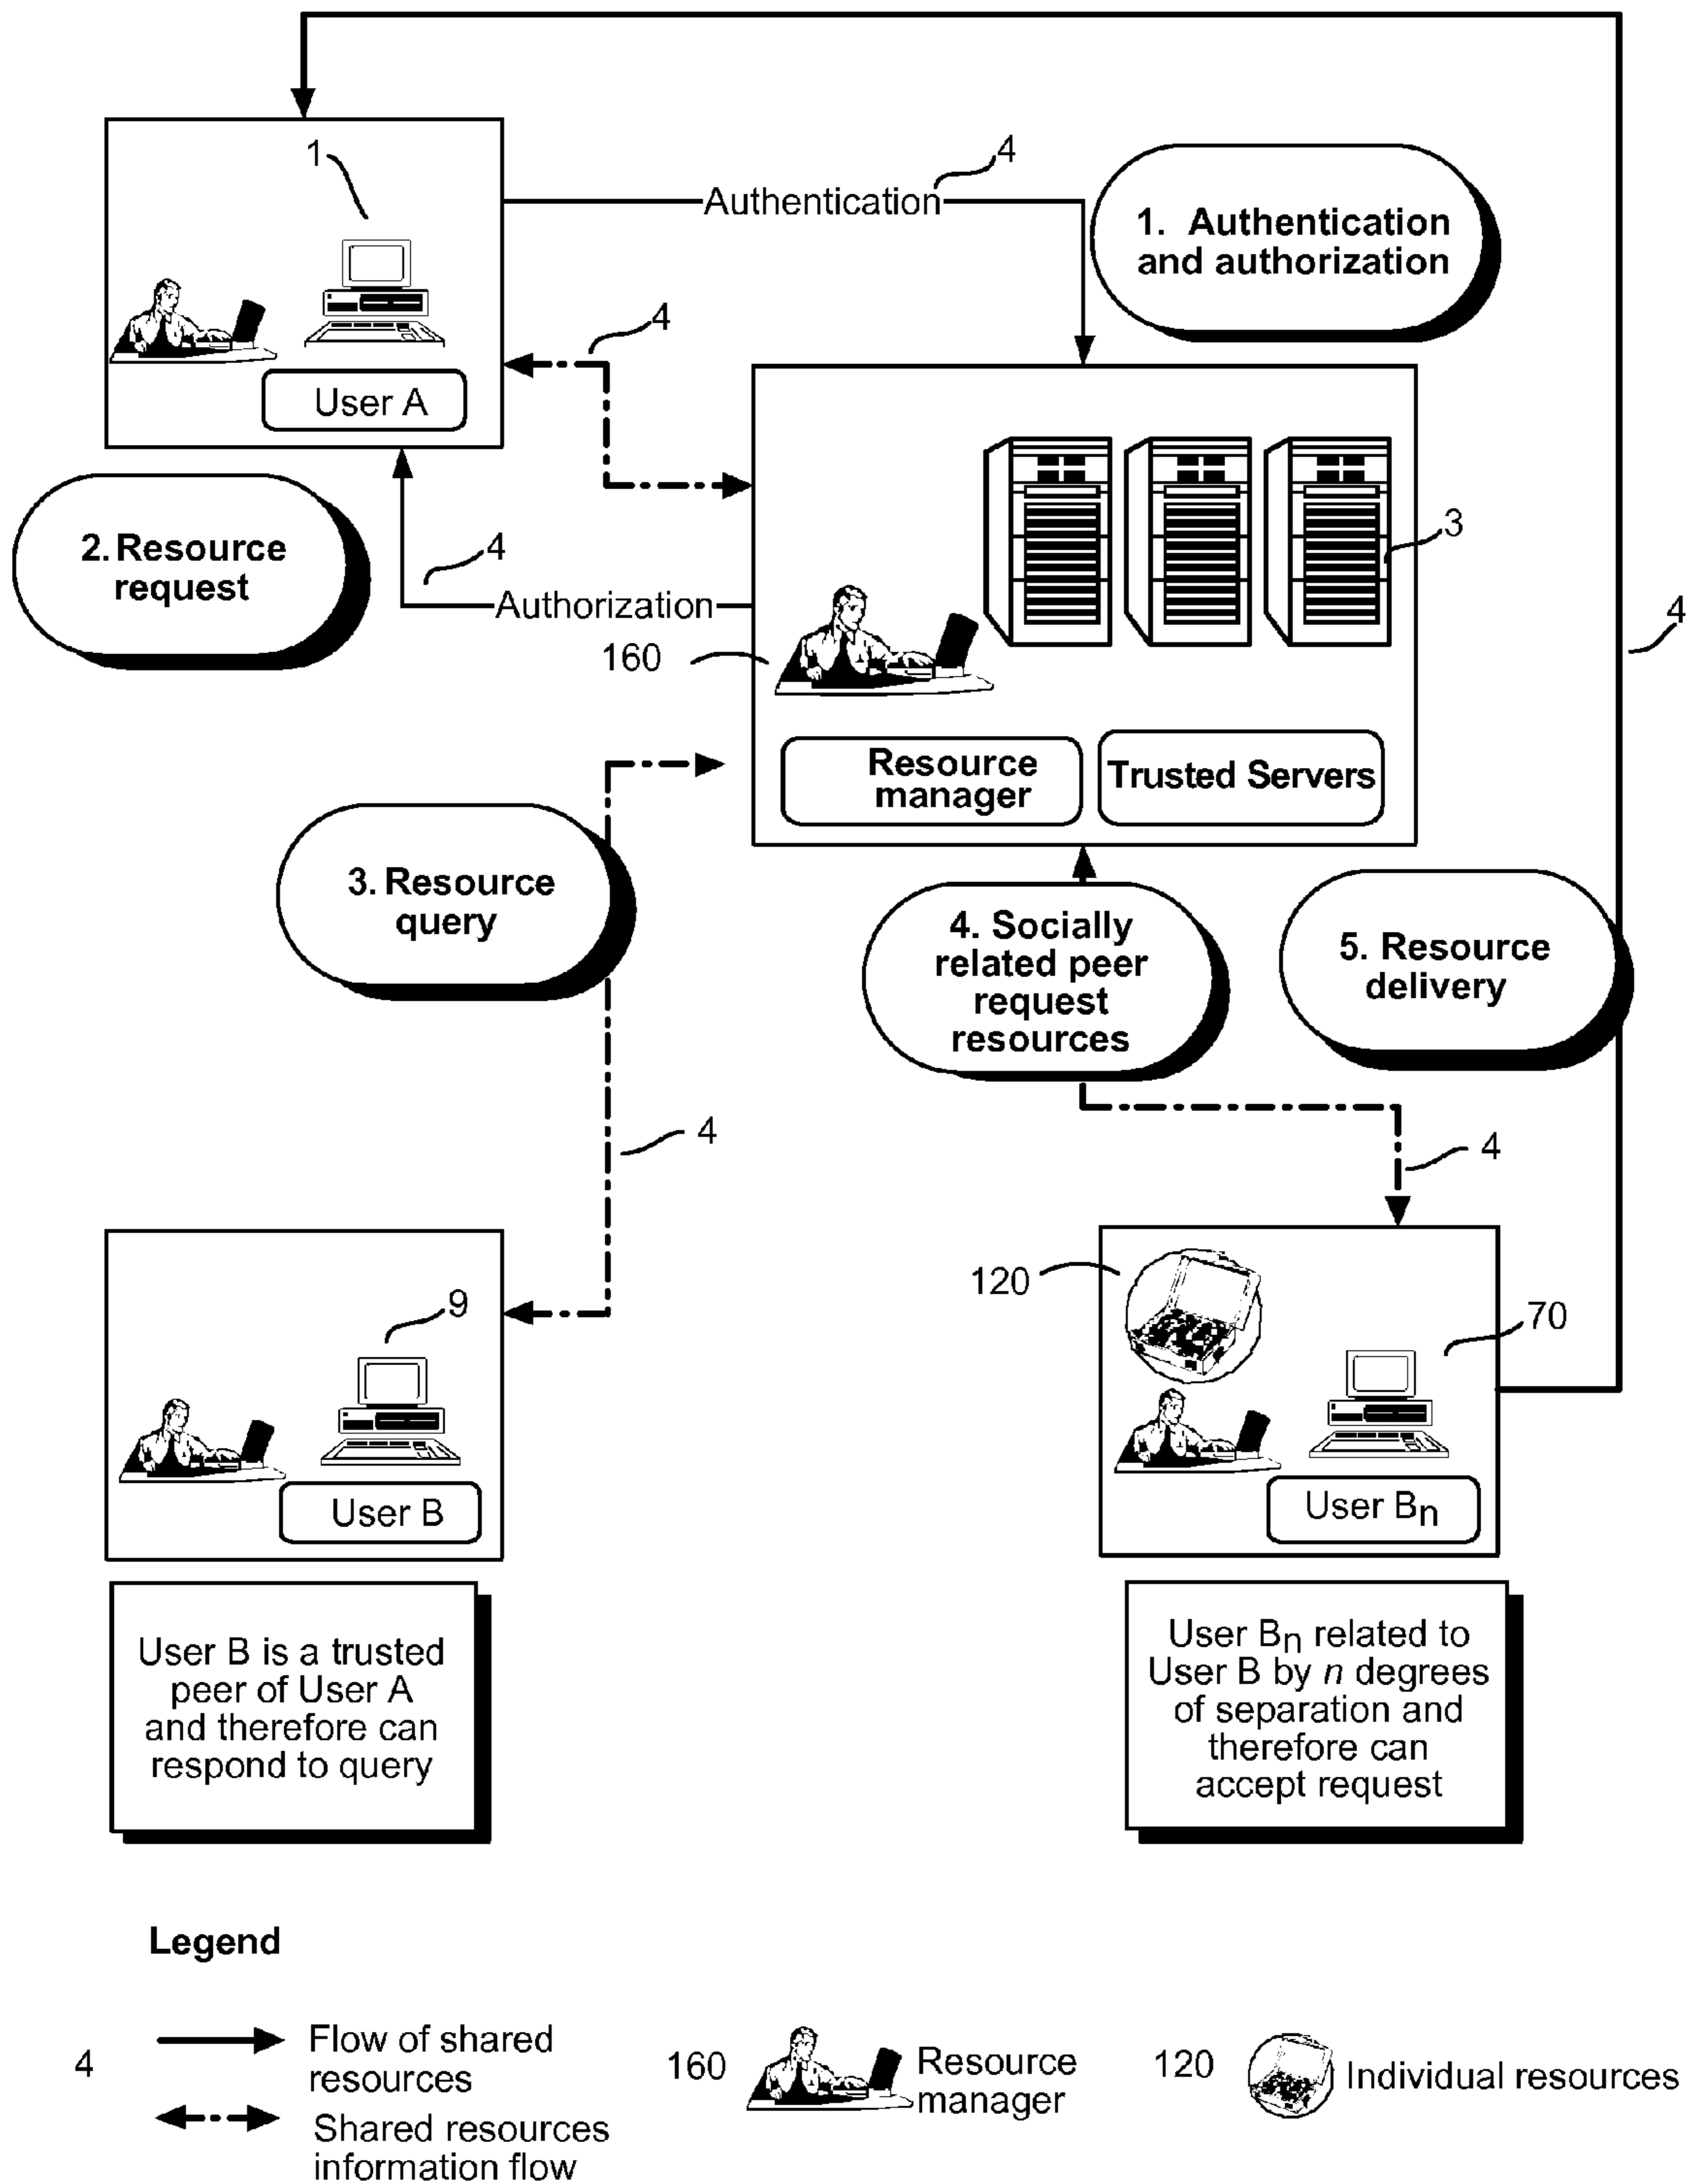 1
4
Authentication
1. Authentication
and authorization
4
User A
2. Resource
request
4
Authorization
3
160
4
Resource
manager
Trusted Servers
3. Resource
query
4. Socially
related peer
request
resources
5. Resource
delivery
4
4
120
9
70
User B
User Bn
User B is a trusted
peer of User A
and therefore can
respond to query
User Bn related to
User B by n degrees
of separation and
therefore can
accept request
Legend
4
Flow of shared
resources
Shared resources
information flow
160
Resource
manager
120
Individual resources